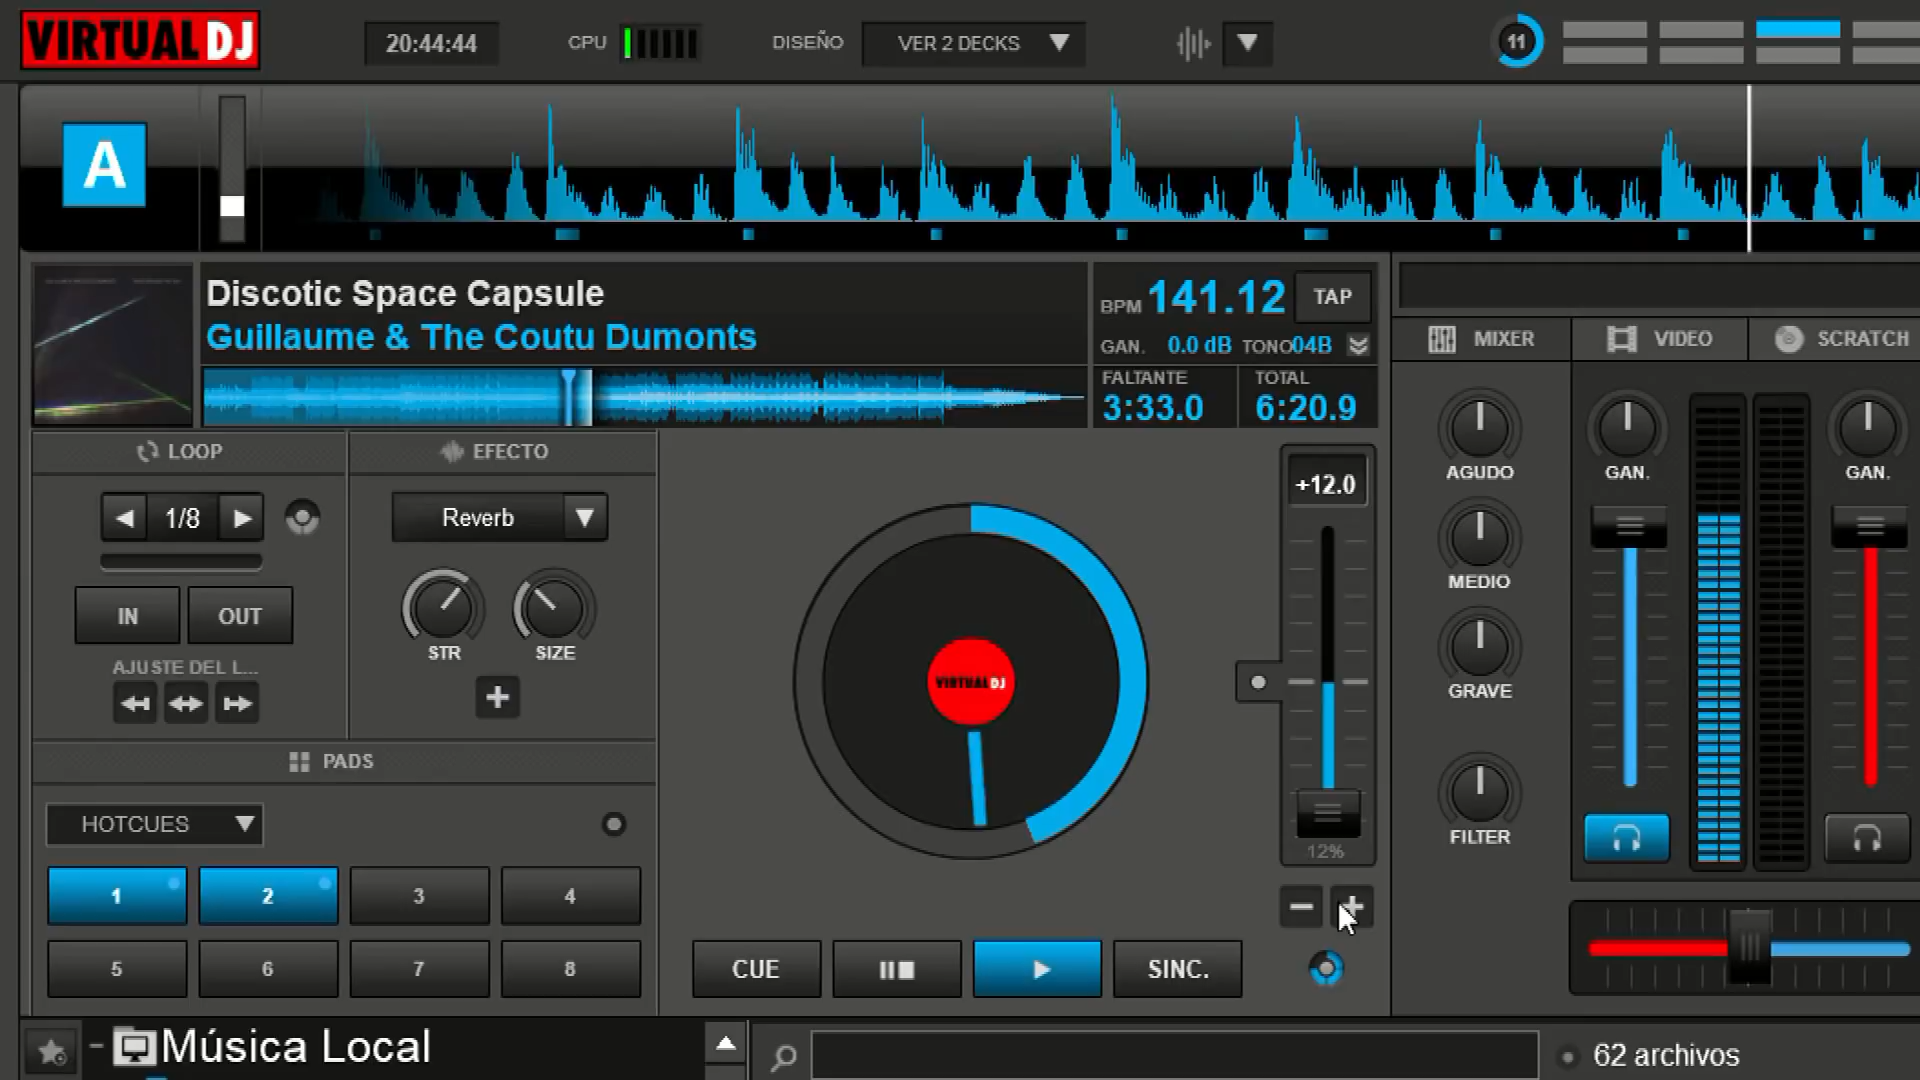 VIRTUAL DJ
20:44:44
CPU
DISEÑO
VER 2 DECKS
11
A
Discotic Space Capsule
Guillaume & The Coutu Dumonts
BPM 141.12
TAP
GAN. 0.0 dB TONO 04B
FALTANTE
3:33.0
TOTAL
6:20.9
MIXER
VIDEO
SCRATCH
LOOP
EFECTO
1/8
Reverb
IN
OUT
STR
SIZE
AJUSTE DEL L...
+12.0
12%
VIRTUAL DJ
AGUDO
MEDIO
GRAVE
FILTER
GAN.
GAN.
PADS
HOTCUES
1
2
3
4
5
6
7
8
CUE
SINC.
Música Local
62 archivos